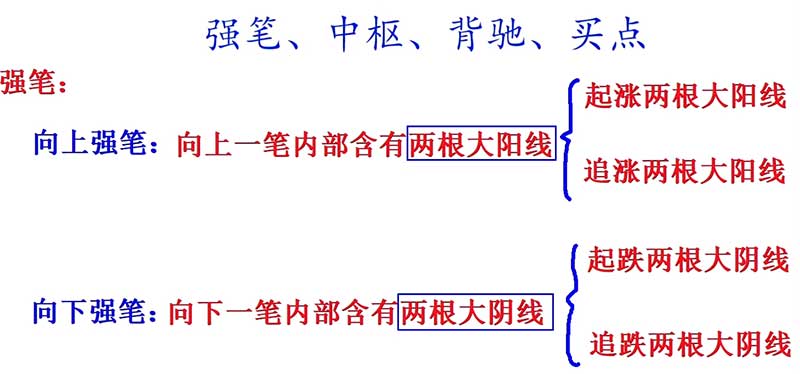 强笔、中枢、背驰、买点
强笔：
起涨两根大阳线
向上强笔：向上一笔内部含有两根大阳线
追涨两根大阳线
起跌两根大阴线
向下强笔：向下一笔内部含有两根大阴线
追跌两根大阴线